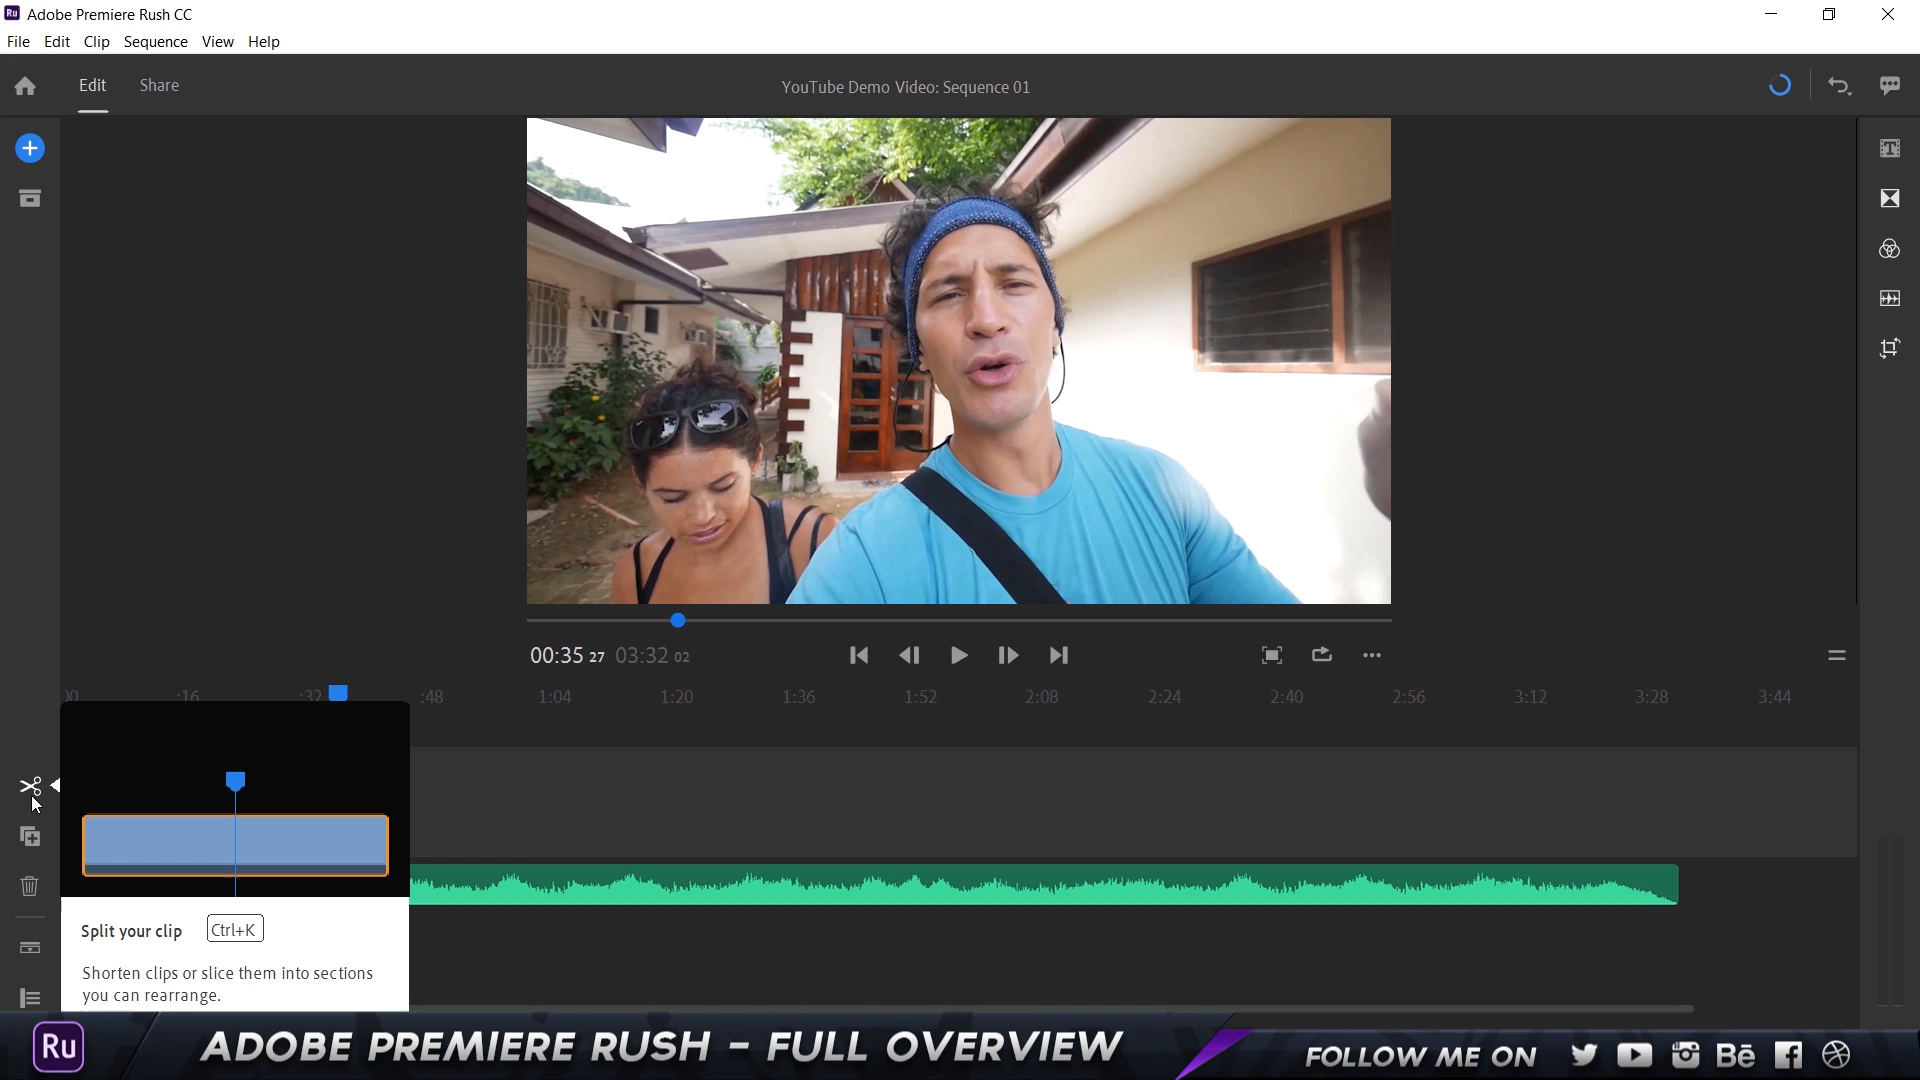 Ru Adobe Premiere Rush CC
File Edit Clip Sequence View Help
Edit Share YouTube Demo Video: Sequence 01
00:35 27 03:32 02
:16 :32 :48 1:04 1:20 1:36 1:52 2:08 2:24 2:40 2:56 3:12 3:28 3:44
Split your clip Ctrl+K
Shorten clips or slice them into sections
you can rearrange.
Ru ADOBE PREMIERE RUSH - FULL OVERVIEW FOLLOW ME ON Bē